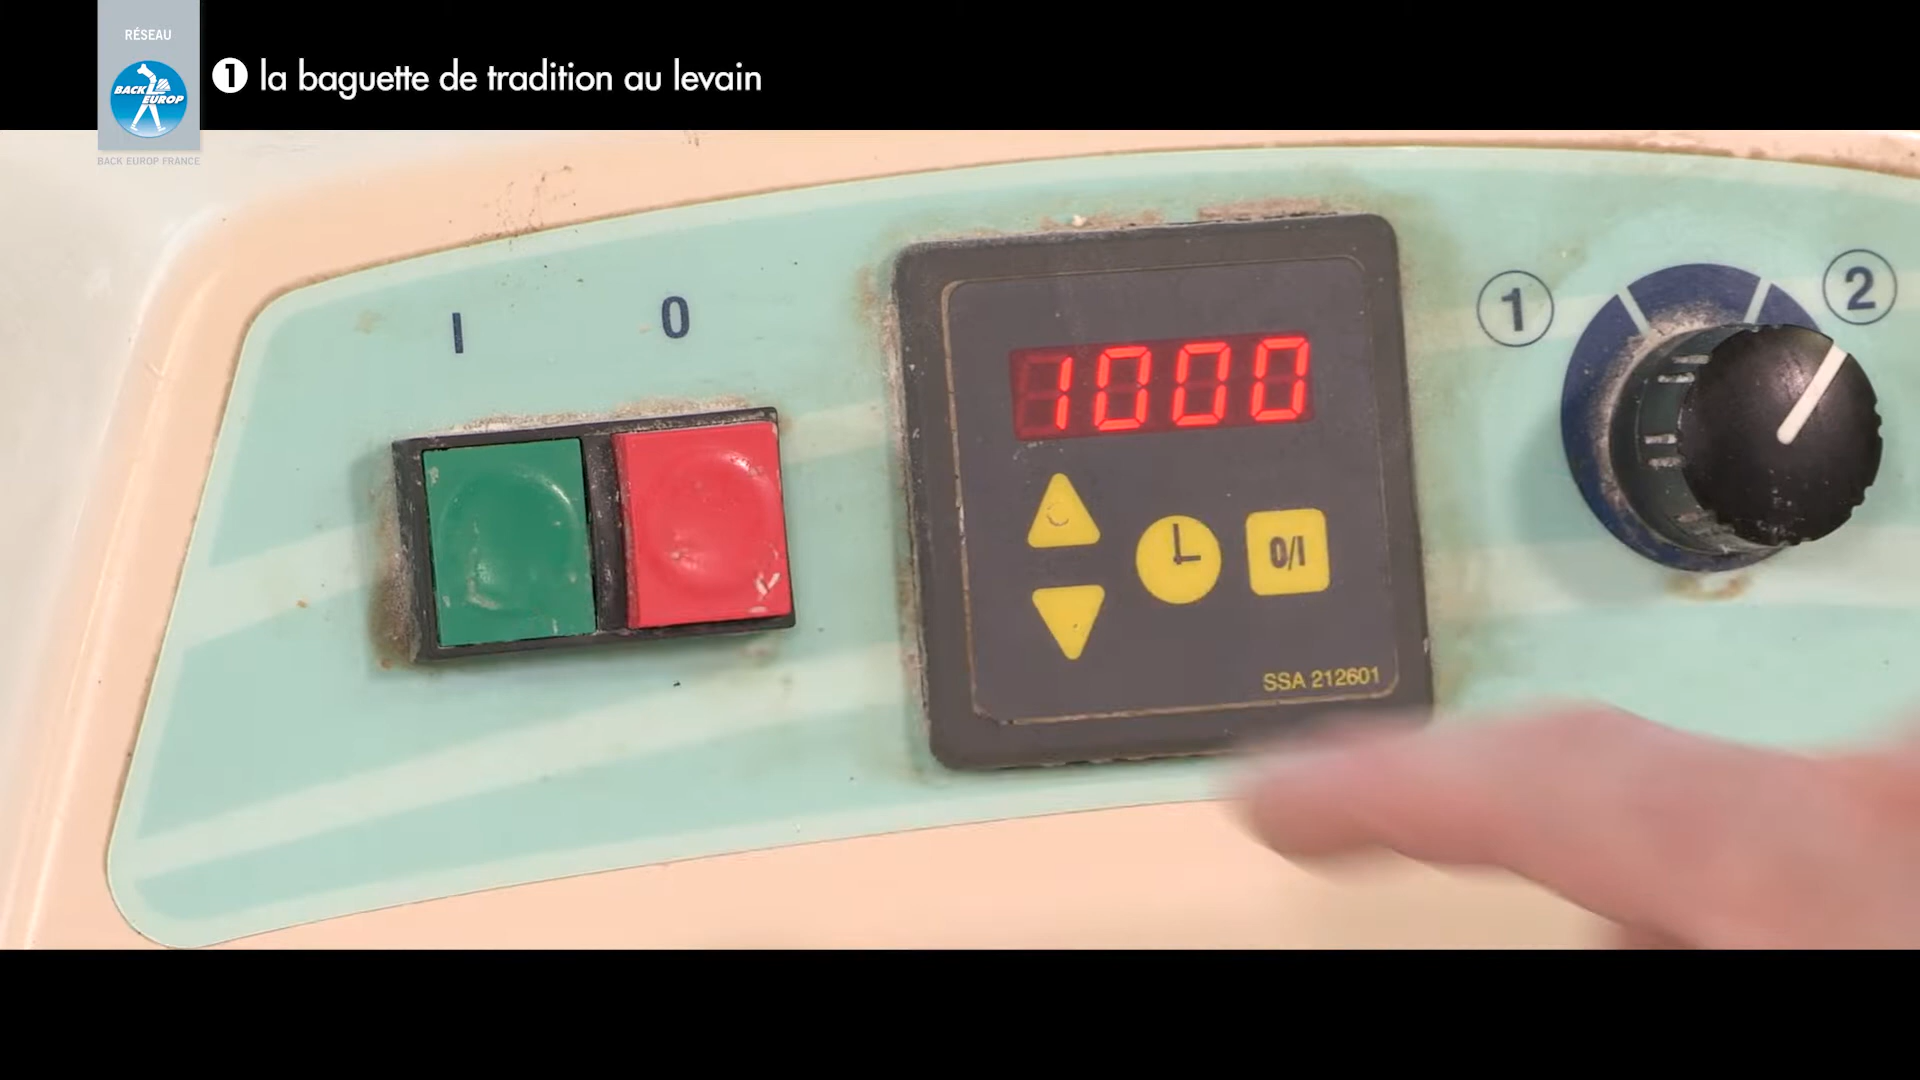 RÉSEAU
BACK EUROP
BACK EUROP FRANCE
❶ la baguette de tradition au levain
I
0
1000
0/I
SSA 212601
1
2